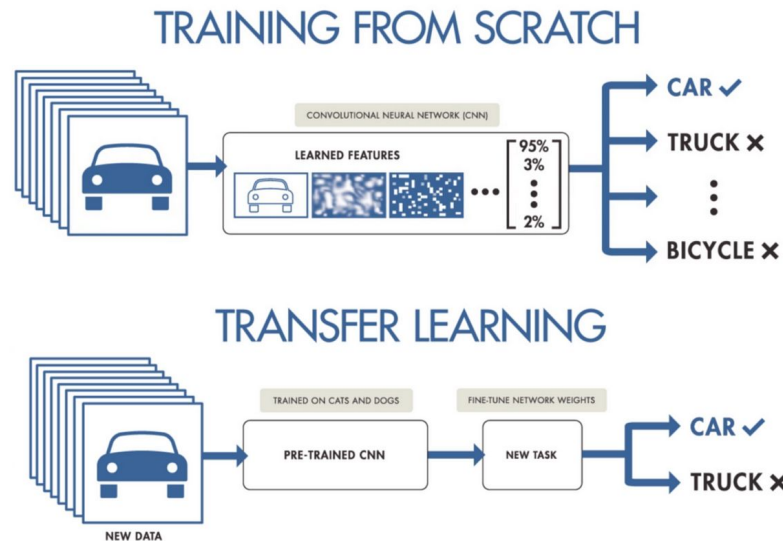 TRAINING FROM SCRATCH
CONVOLUTIONAL NEURAL NETWORK (CNN)
LEARNED FEATURES
95%
3%
2%
CAR
TRUCK
BICYCLE
TRANSFER LEARNING
TRAINED ON CATS AND DOGS
FINE-TUNE NETWORK WEIGHTS
PRE-TRAINED CNN
NEW TASK
CAR
TRUCK
NEW DATA